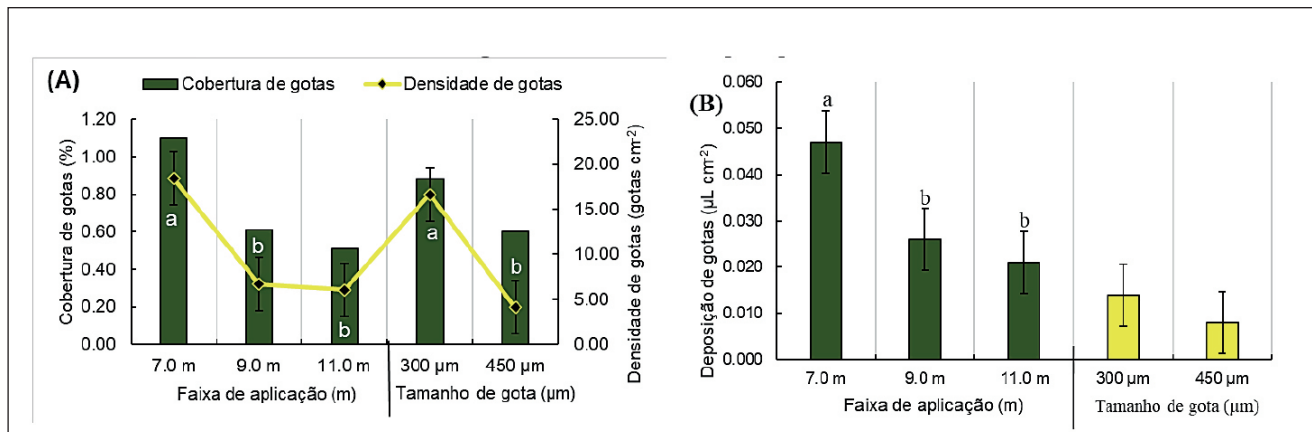 (A)
Cobertura de gotas
Densidade de gotas
Cobertura de gotas (%)
1.20
1.00
0.80
0.60
0.40
0.20
0.00
a
b
b
a
b
25.00
20.00
15.00
10.00
5.00
0.00
Densidade de gotas (gotas cm-2)
7.0 m 9.0 m 11.0 m 300 µm 450 µm
Faixa de aplicação (m) Tamanho de gota (µm)
(B)
Deposição de gotas (µL cm-2)
0.060
0.050
0.040
0.030
0.020
0.010
0.000
a
b
b
7.0 m 9.0 m 11.0 m 300 µm 450 µm
Faixa de aplicação (m) Tamanho de gota (µm)